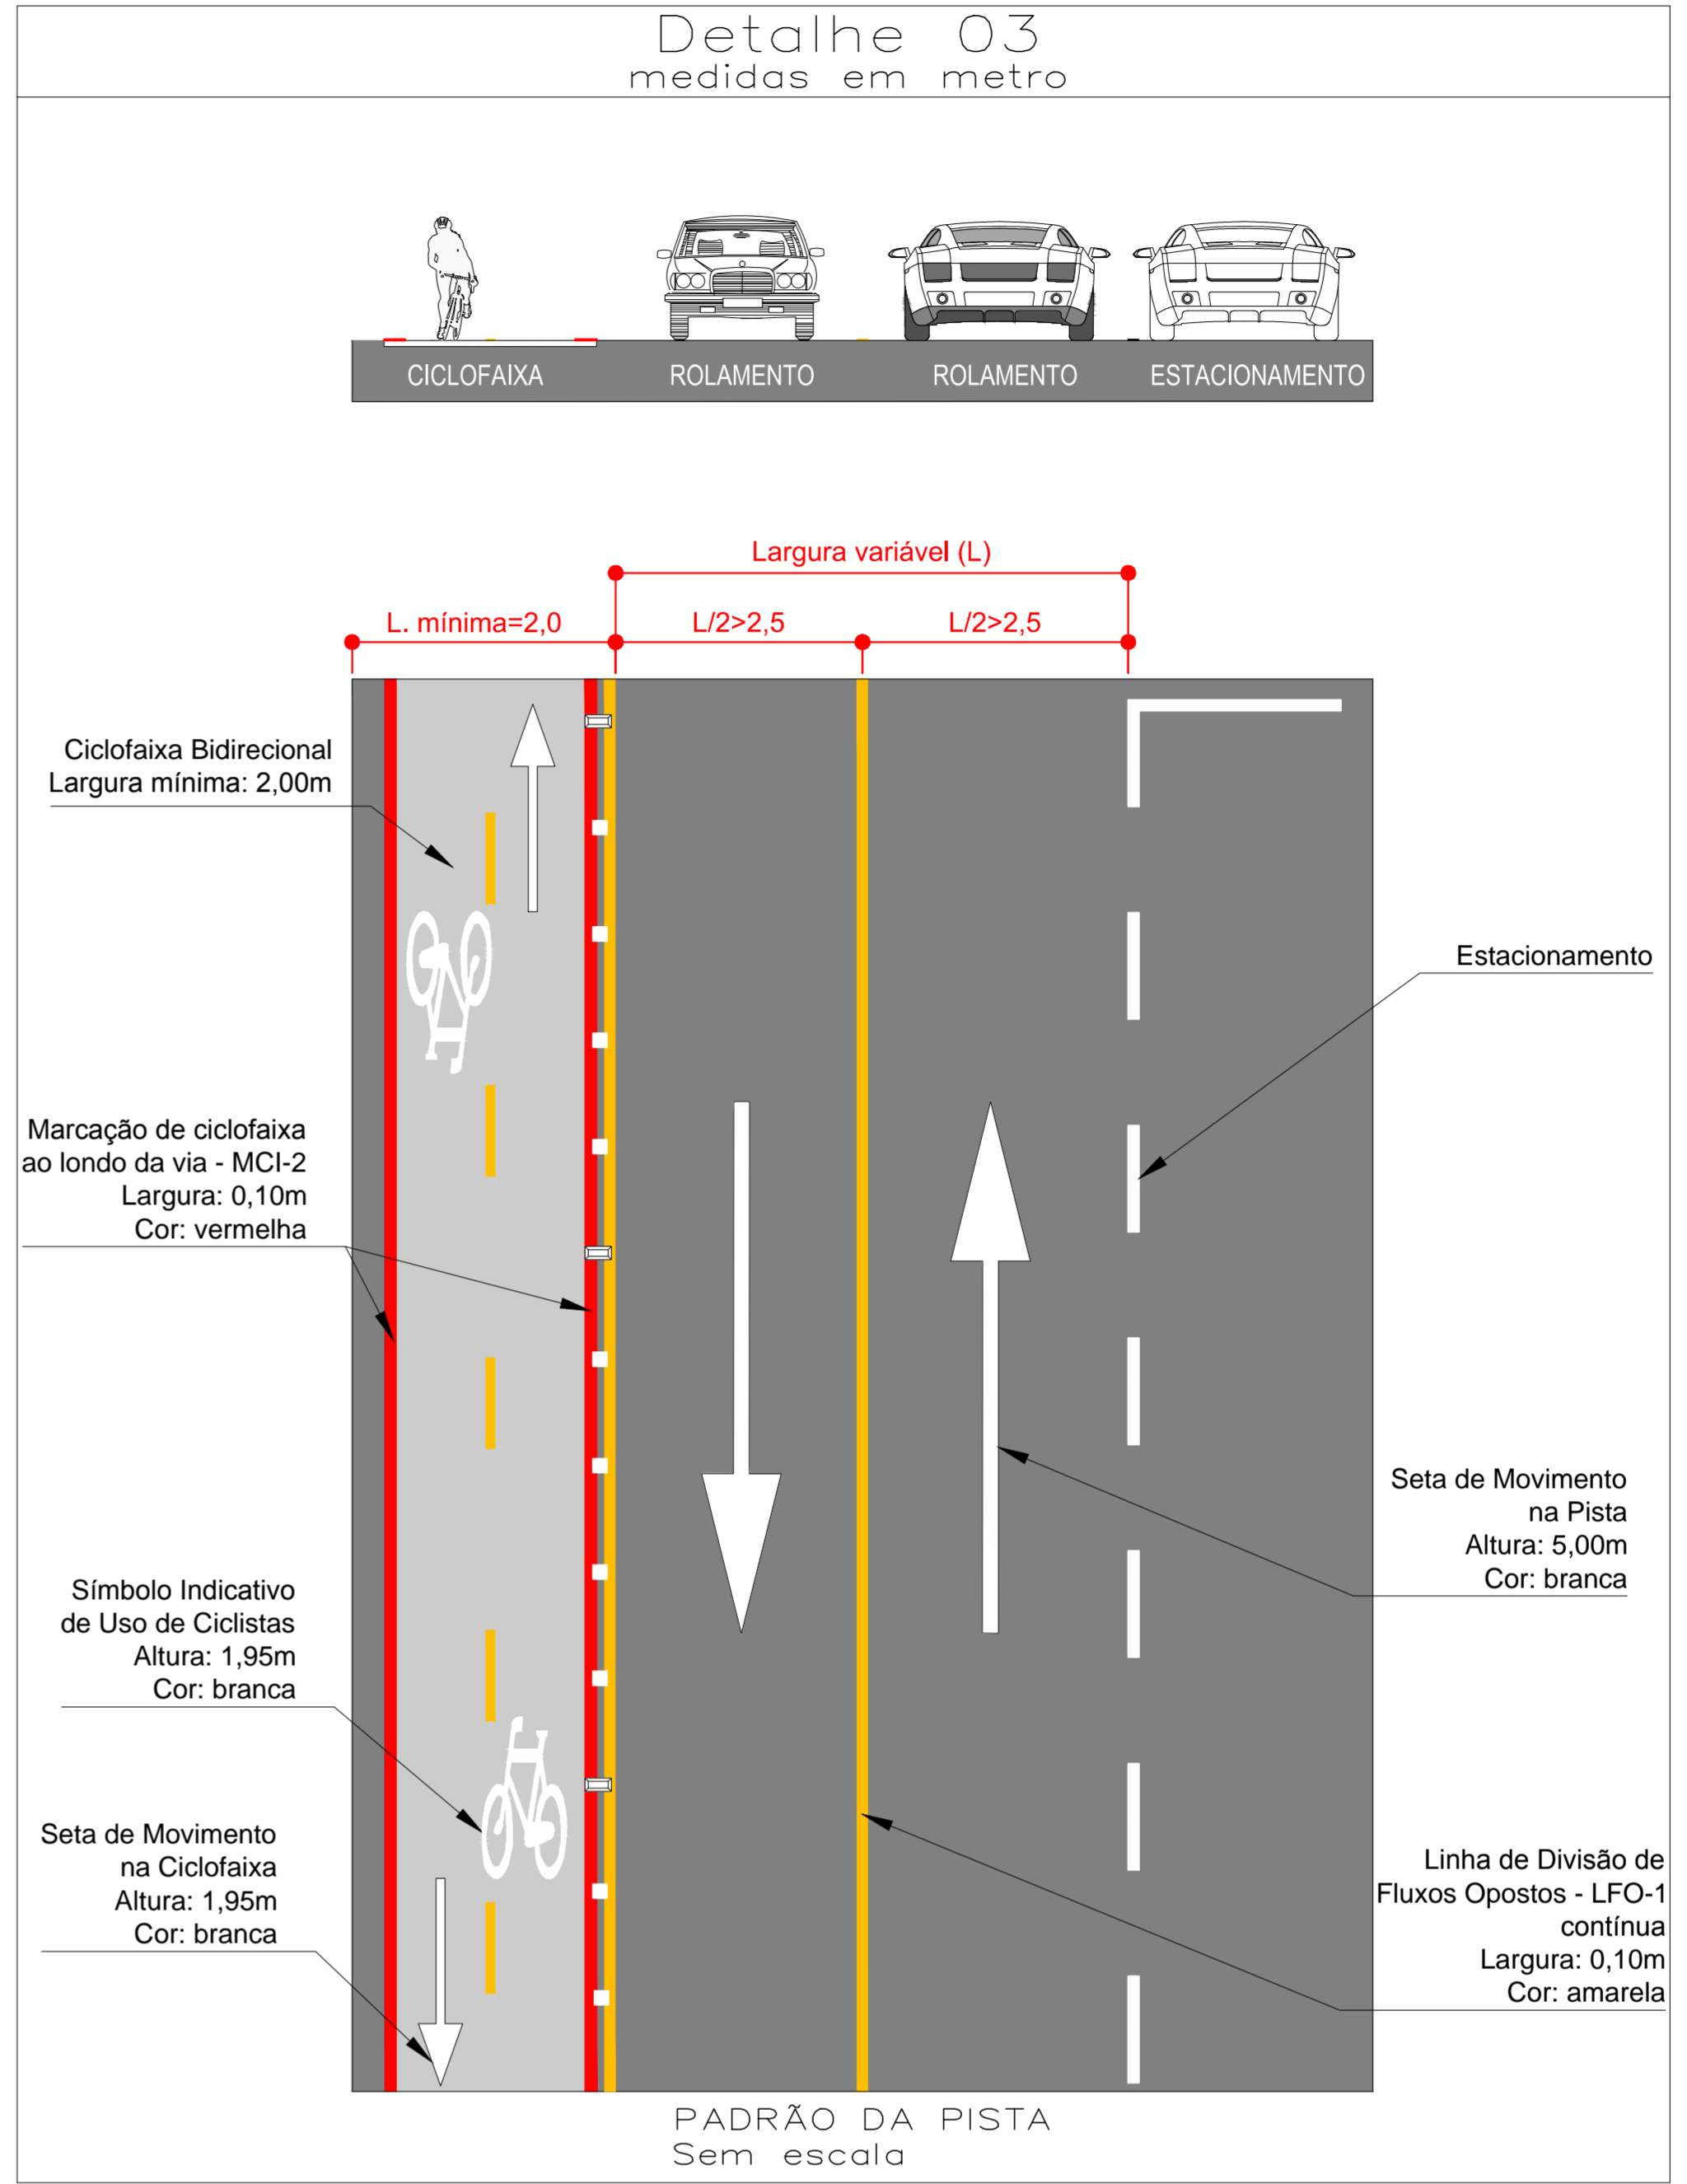 Detalhe 03
medidas em metro
CICLOFAIXA
ROLAMENTO
ROLAMENTO
ESTACIONAMENTO
Largura variável (L)
L. mínima=2,0
L/2>2,5
L/2>2,5
Ciclofaixa Bidirecional
Largura mínima: 2,00m
Estacionamento
Marcação de ciclofaixa
ao londo da via - MCI-2
Largura: 0,10m
Cor: vermelha
Seta de Movimento
na Pista
Altura: 5,00m
Cor: branca
Símbolo Indicativo
de Uso de Ciclistas
Altura: 1,95m
Cor: branca
Seta de Movimento
na Ciclofaixa
Altura: 1,95m
Cor: branca
Linha de Divisão de
Fluxos Opostos - LFO-1
contínua
Largura: 0,10m
Cor: amarela
PADRÃO DA PISTA
Sem escala